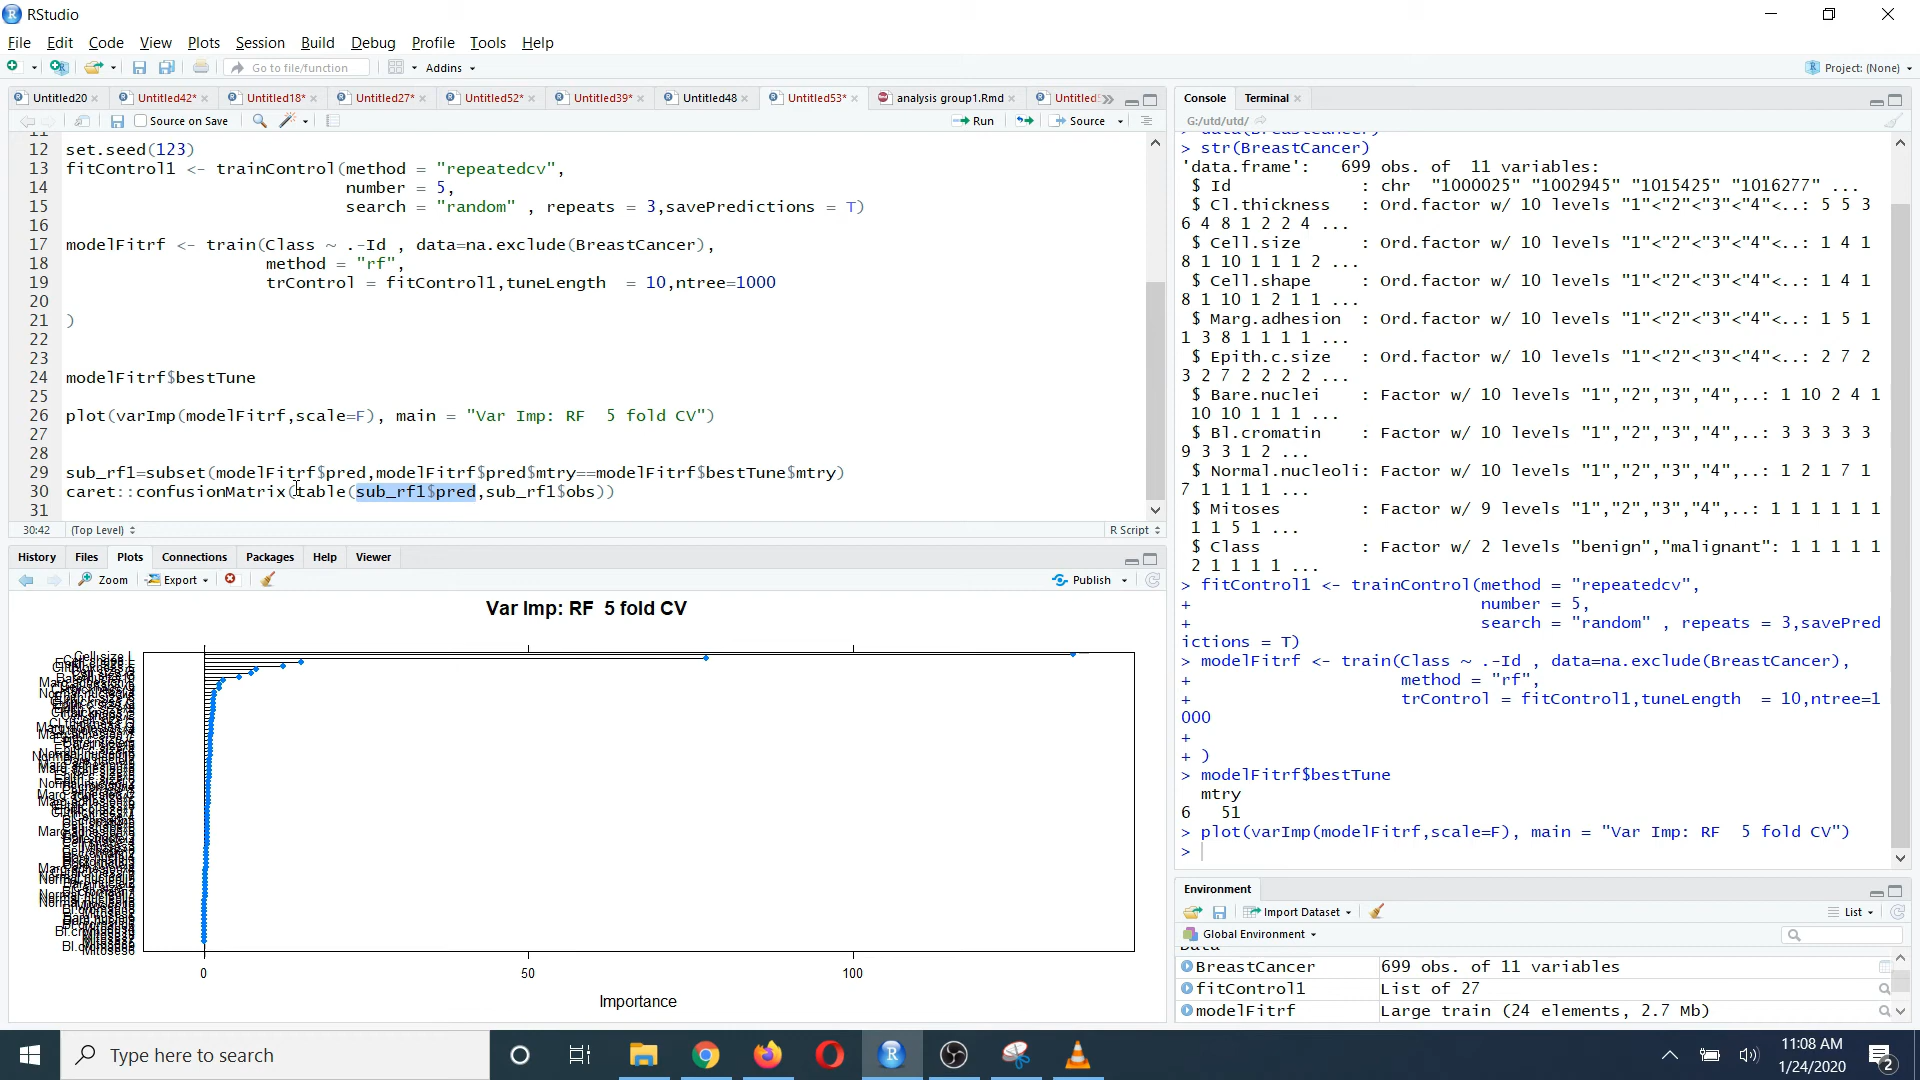 RStudio
File Edit Code View Plots Session Build Debug Profile Tools Help
Go to file/function Addins Project: (None)
Untitled20 Untitled42* Untitled18* Untitled27* Untitled52* Untitled39* Untitled48 Untitled53* analysis group1.Rmd Untitled
Source on Save Run Source
11
12 set.seed(123)
13 fitControl1 <- trainControl(method = "repeatedcv",
14 number = 5,
15 search = "random" , repeats = 3,savePredictions = T)
16
17 modelFitrf <- train(Class ~ .-Id , data=na.exclude(BreastCancer),
18 method = "rf",
19 trControl = fitControl1,tuneLength  = 10,ntree=1000
20
21 )
22
23
24 modelFitrf$bestTune
25
26 plot(varImp(modelFitrf,scale=F), main = "Var Imp: RF  5 fold CV")
27
28
29 sub_rf1=subset(modelFitrf$pred,modelFitrf$pred$mtry==modelFitrf$bestTune$mtry)
30 caret::confusionMatrix(table(sub_rf1$pred,sub_rf1$obs))
31
30:42 (Top Level) R Script
History Files Plots Connections Packages Help Viewer
Zoom Export Publish
Var Imp: RF  5 fold CV
0 50 100
Importance
Console Terminal
G:/utd/utd/
> data(BreastCancer)
> str(BreastCancer)
'data.frame': 699 obs. of  11 variables:
$ Id : chr  "1000025" "1002945" "1015425" "1016277" ...
$ Cl.thickness : Ord.factor w/ 10 levels "1"<"2"<"3"<"4"<..: 5 5 3
6 4 8 1 2 2 4 ...
$ Cell.size : Ord.factor w/ 10 levels "1"<"2"<"3"<"4"<..: 1 4 1
8 1 10 1 1 1 2 ...
$ Cell.shape : Ord.factor w/ 10 levels "1"<"2"<"3"<"4"<..: 1 4 1
8 1 10 1 2 1 1 ...
$ Marg.adhesion : Ord.factor w/ 10 levels "1"<"2"<"3"<"4"<..: 1 5 1
1 3 8 1 1 1 1 ...
$ Epith.c.size : Ord.factor w/ 10 levels "1"<"2"<"3"<"4"<..: 2 7 2
3 2 7 2 2 2 2 ...
$ Bare.nuclei : Factor w/ 10 levels "1","2","3","4",..: 1 10 2 4 1
10 10 1 1 1 ...
$ Bl.cromatin : Factor w/ 10 levels "1","2","3","4",..: 3 3 3 3 3
9 3 3 1 2 ...
$ Normal.nucleoli: Factor w/ 10 levels "1","2","3","4",..: 1 2 1 7 1
7 1 1 1 1 ...
$ Mitoses : Factor w/ 9 levels "1","2","3","4",..: 1 1 1 1 1 1
1 1 5 1 ...
$ Class : Factor w/ 2 levels "benign","malignant": 1 1 1 1 1
2 1 1 1 1 ...
> fitControl1 <- trainControl(method = "repeatedcv",
+ number = 5,
+ search = "random" , repeats = 3,savePred
ictions = T)
> modelFitrf <- train(Class ~ .-Id , data=na.exclude(BreastCancer),
+ method = "rf",
+ trControl = fitControl1,tuneLength  = 10,ntree=1
000
+
+ )
> modelFitrf$bestTune
mtry
6 51
> plot(varImp(modelFitrf,scale=F), main = "Var Imp: RF  5 fold CV")
>
Environment
Import Dataset List
Global Environment
Data
BreastCancer 699 obs. of 11 variables
fitControl1 List of 27
modelFitrf Large train (24 elements, 2.7 Mb)
Type here to search
11:08 AM
1/24/2020
2